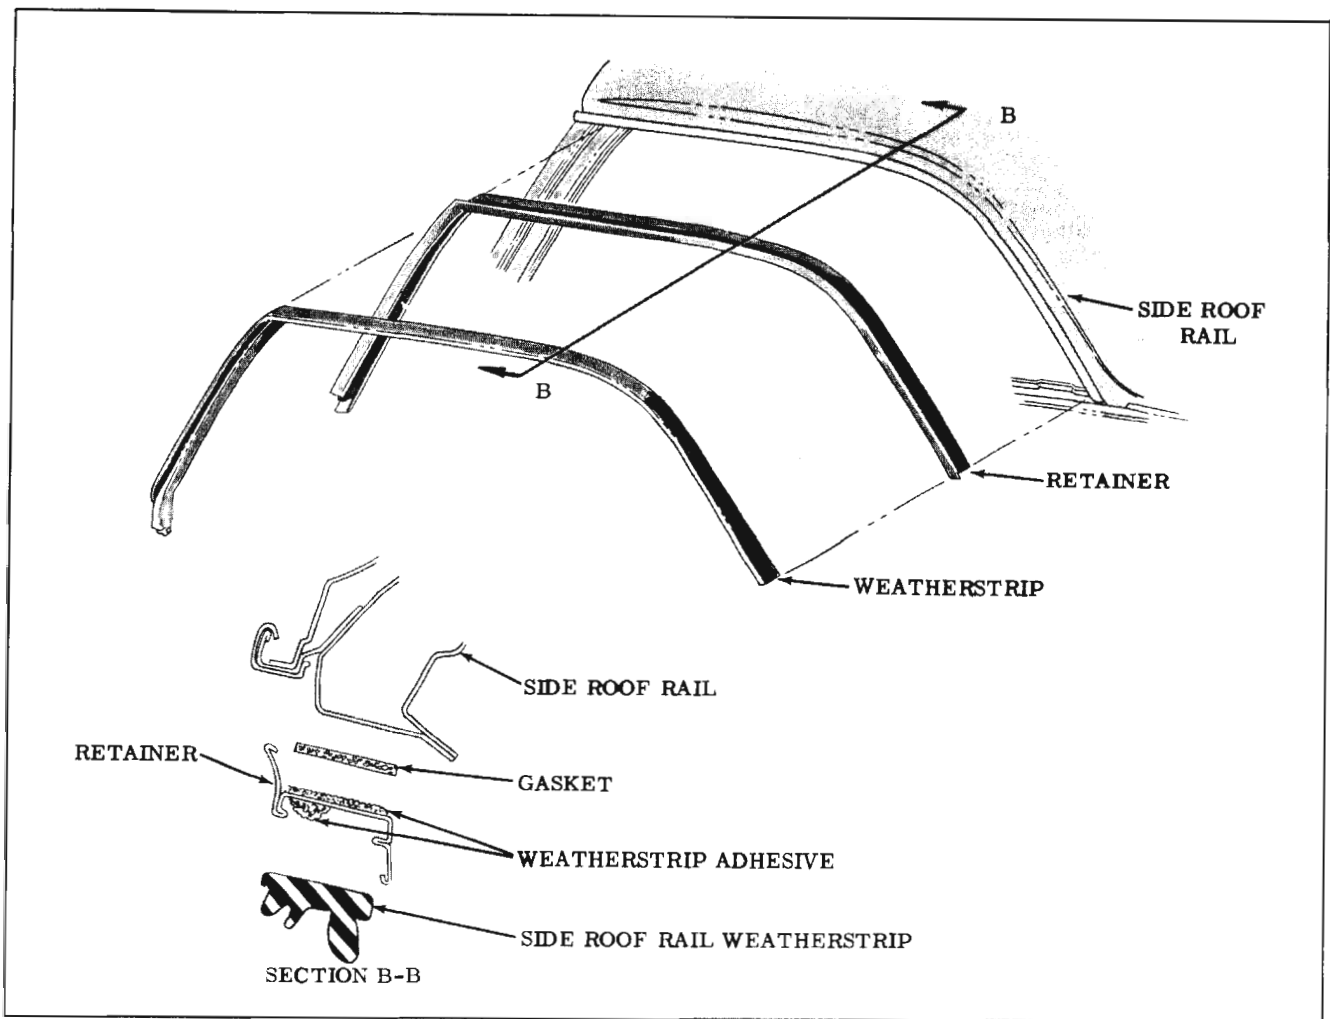 B
SIDE ROOF
RAIL
B
RETAINER
WEATHERSTRIP
SIDE ROOF RAIL
RETAINER
GASKET
WEATHERSTRIP ADHESIVE
SIDE ROOF RAIL WEATHERSTRIP
SECTION B-B